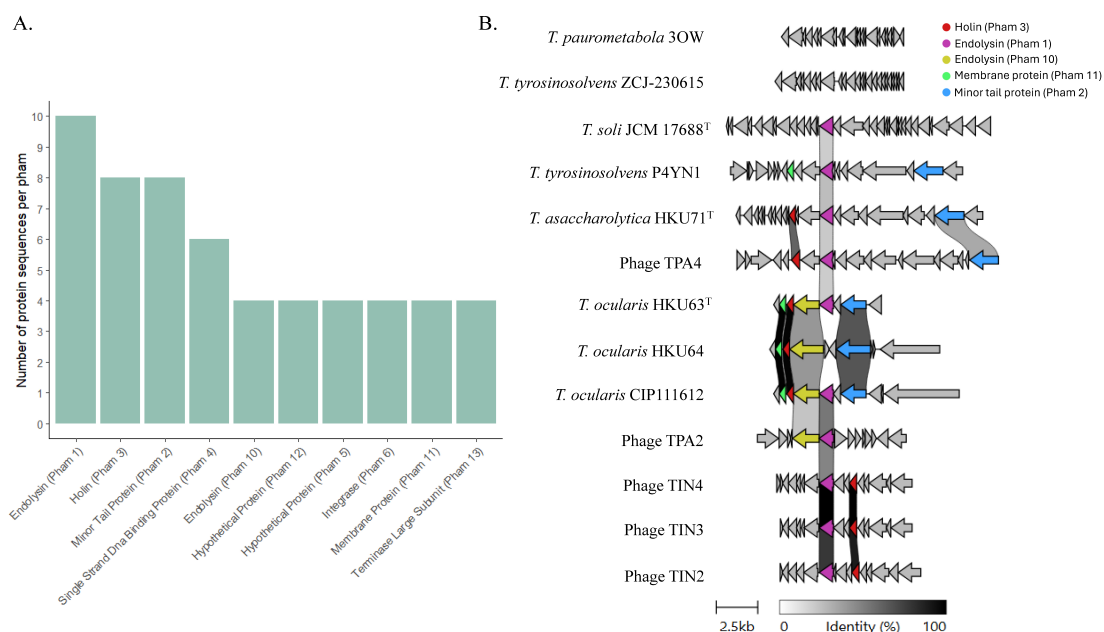 A.
Number of protein sequences per pham
10
9
8
7
6
5
4
3
2
1
0
Endolysin (Pham 1)
Holin (Pham 3)
Minor Tail Protein (Pham 2)
Single Strand Dna Binding Protein (Pham 4)
Endolysin (Pham 10)
Hypothetical Protein (Pham 12)
Hypothetical Protein (Pham 5)
Integrase (Pham 6)
Membrane Protein (Pham 11)
Terminase Large Subunit (Pham 13)
B.
Holin (Pham 3)
Endolysin (Pham 1)
Endolysin (Pham 10)
Membrane protein (Pham 11)
Minor tail protein (Pham 2)
T. paurometabola 3OW
T. tyrosinosolvens ZCJ-230615
T. soli JCM 17688ᵀ
T. tyrosinosolvens P4YN1
T. asaccharolytica HKU71ᵀ
Phage TPA4
T. ocularis HKU63ᵀ
T. ocularis HKU64
T. ocularis CIP111612
Phage TPA2
Phage TIN4
Phage TIN3
Phage TIN2
2.5kb
0 Identity (%) 100